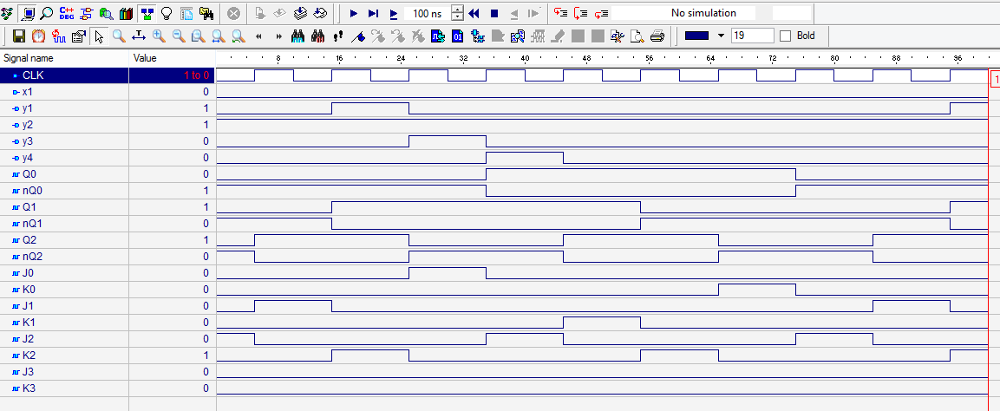 C++
DBG
100 ns
No simulation
19
Bold
Signal name Value
8 16 24 32 40 48 56 64 72 80 88 96
CLK 1 to 0
1
x1 0
y1 1
y2 1
y3 0
y4 0
Q0 0
nQ0 1
Q1 1
nQ1 0
Q2 1
nQ2 0
J0 0
K0 0
J1 0
K1 0
J2 0
K2 1
J3 0
K3 0